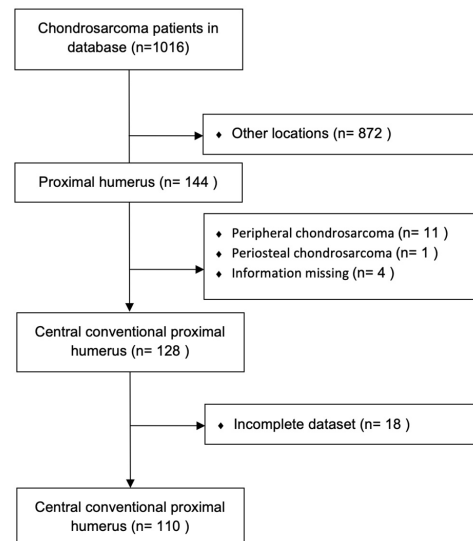 Chondrosarcoma patients in
database (n=1016)
♦ Other locations (n= 872 )
Proximal humerus (n= 144 )
♦ Peripheral chondrosarcoma (n= 11 )
♦ Periosteal chondrosarcoma (n= 1 )
♦ Information missing (n= 4 )
Central conventional proximal
humerus (n= 128 )
♦ Incomplete dataset (n= 18 )
Central conventional proximal
humerus (n= 110 )